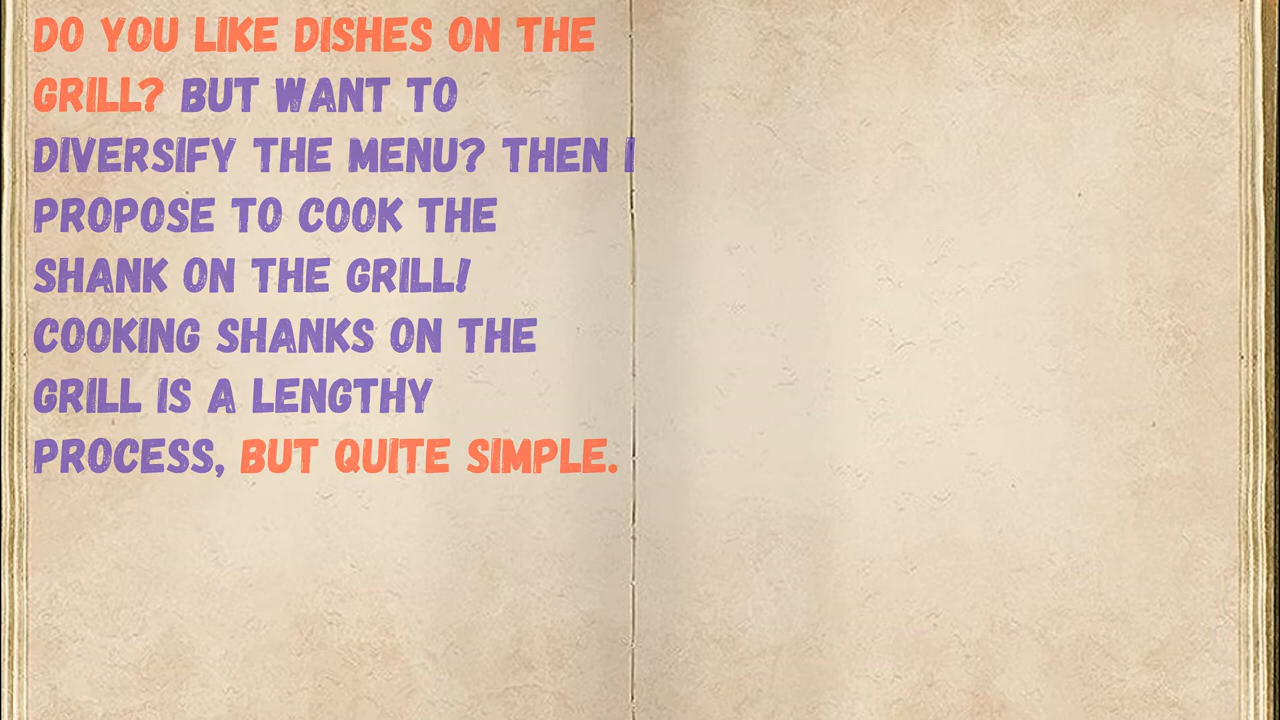 DO YOU LIKE DISHES ON THE
GRILL? BUT WANT TO
DIVERSIFY THE MENU? THEN I
PROPOSE TO COOK THE
SHANK ON THE GRILL!
COOKING SHANKS ON THE
GRILL IS A LENGTHY
PROCESS, BUT QUITE SIMPLE.